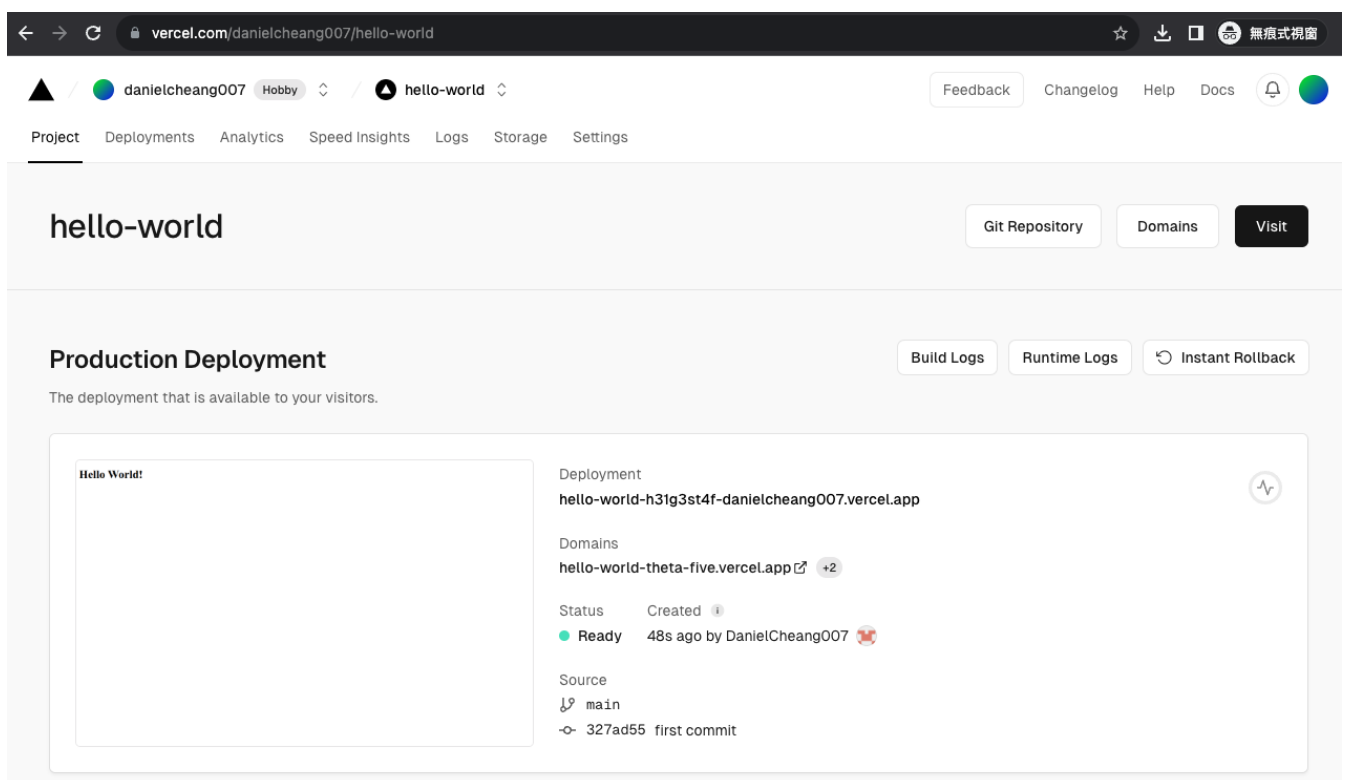 vercel.com/danielcheang007/hello-world
無痕式視窗
danielcheang007 Hobby hello-world
Feedback Changelog Help Docs
Project Deployments Analytics Speed Insights Logs Storage Settings
hello-world
Git Repository Domains Visit
Production Deployment
Build Logs Runtime Logs Instant Rollback
The deployment that is available to your visitors.
Hello World!
Deployment
hello-world-h31g3st4f-danielcheang007.vercel.app
Domains
hello-world-theta-five.vercel.app +2
Status Created i
Ready 48s ago by DanielCheang007
Source
main
327ad55 first commit